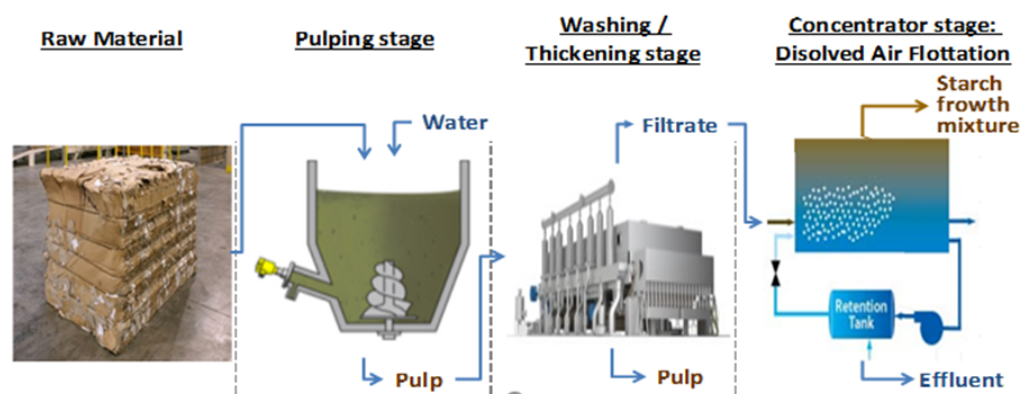 Raw Material
Pulping stage
Washing /
Thickening stage
Concentrator stage:
Disolved Air Flottation
Water
Pulp
Filtrate
Pulp
Starch
frowth
mixture
Retention
Tank
Effluent